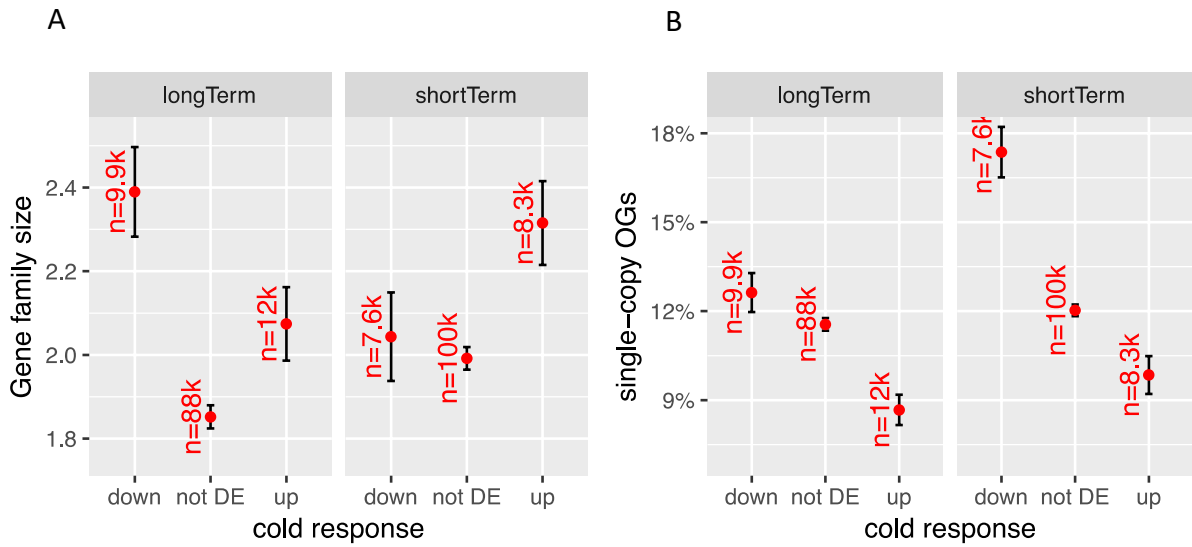 A
B
longTerm
shortTerm
longTerm
shortTerm
Gene family size
2.4
2.2
2.0
1.8
n=9.9k
n=88k
n=12k
n=7.6k
n=100k
n=8.3k
down
not DE
up
down
not DE
up
cold response
single−copy OGs
18%
15%
12%
9%
n=9.9k
n=88k
n=12k
n=7.6k
n=100k
n=8.3k
down
not DE
up
down
not DE
up
cold response